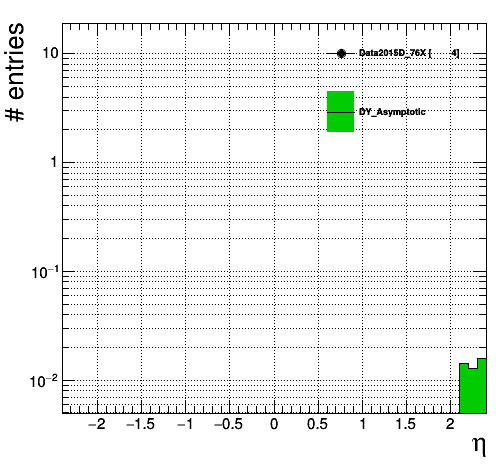 # entries
10
Data2015D_76X [ 4]
DY_Asymptotic
1
10⁻¹
10⁻²
−2 −1.5 −1 −0.5 0 0.5 1 1.5 2
η